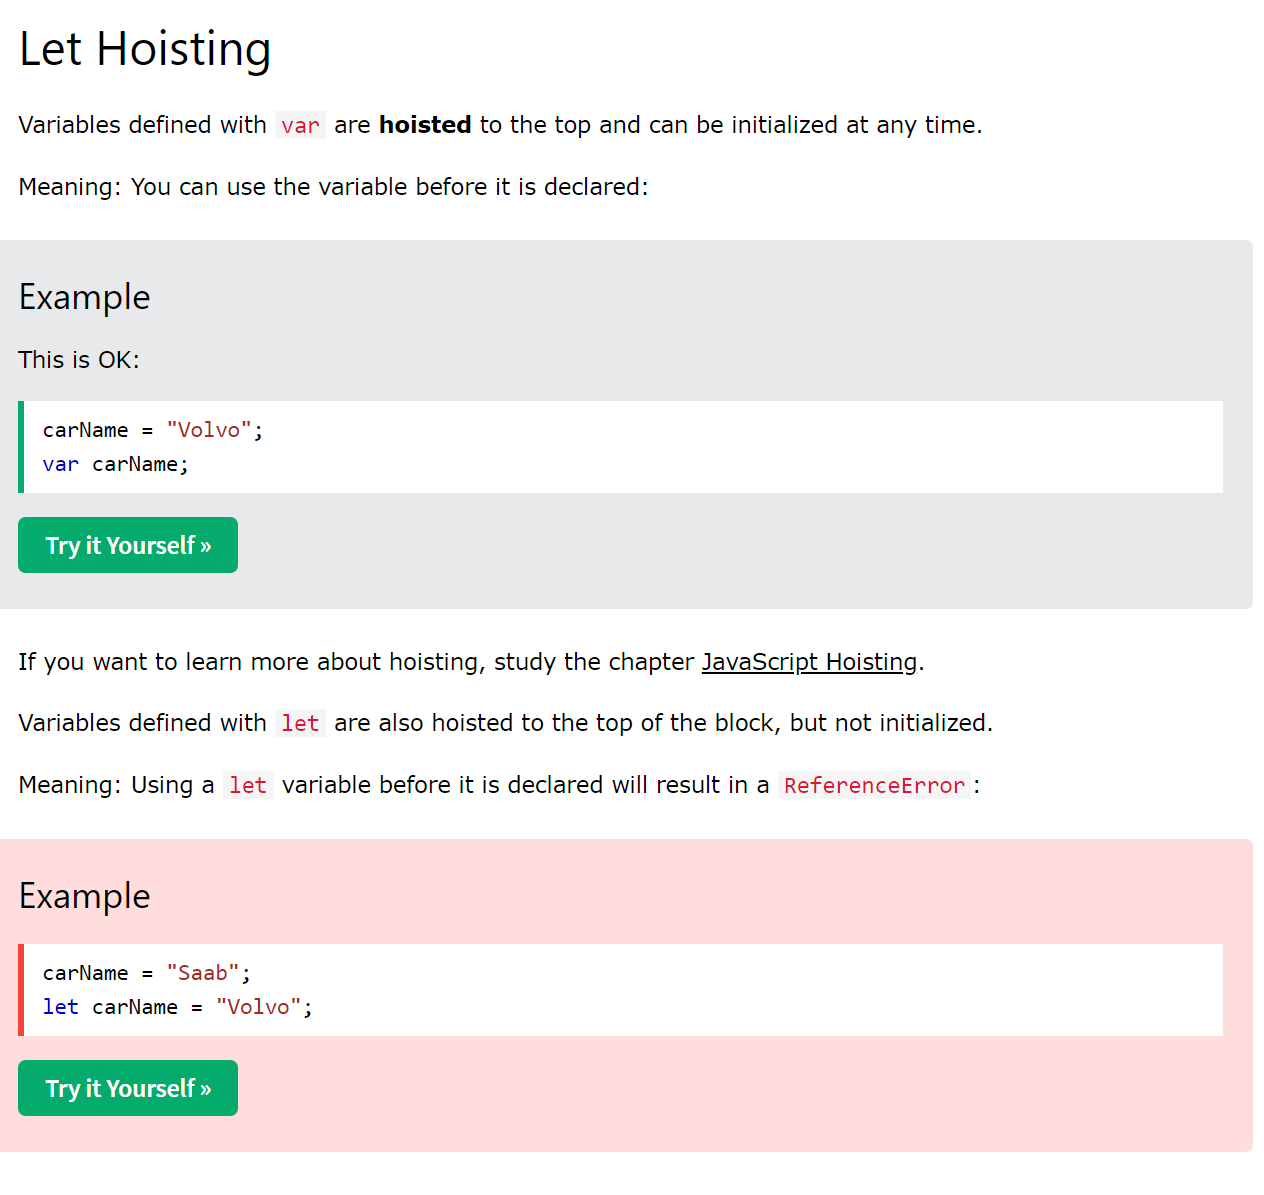 Let Hoisting
Variables defined with var are hoisted to the top and can be initialized at any time.
Meaning: You can use the variable before it is declared:
Example
This is OK:
carName = "Volvo";
var carName;
Try it Yourself »
If you want to learn more about hoisting, study the chapter JavaScript Hoisting.
Variables defined with let are also hoisted to the top of the block, but not initialized.
Meaning: Using a let variable before it is declared will result in a ReferenceError:
Example
carName = "Saab";
let carName = "Volvo";
Try it Yourself »